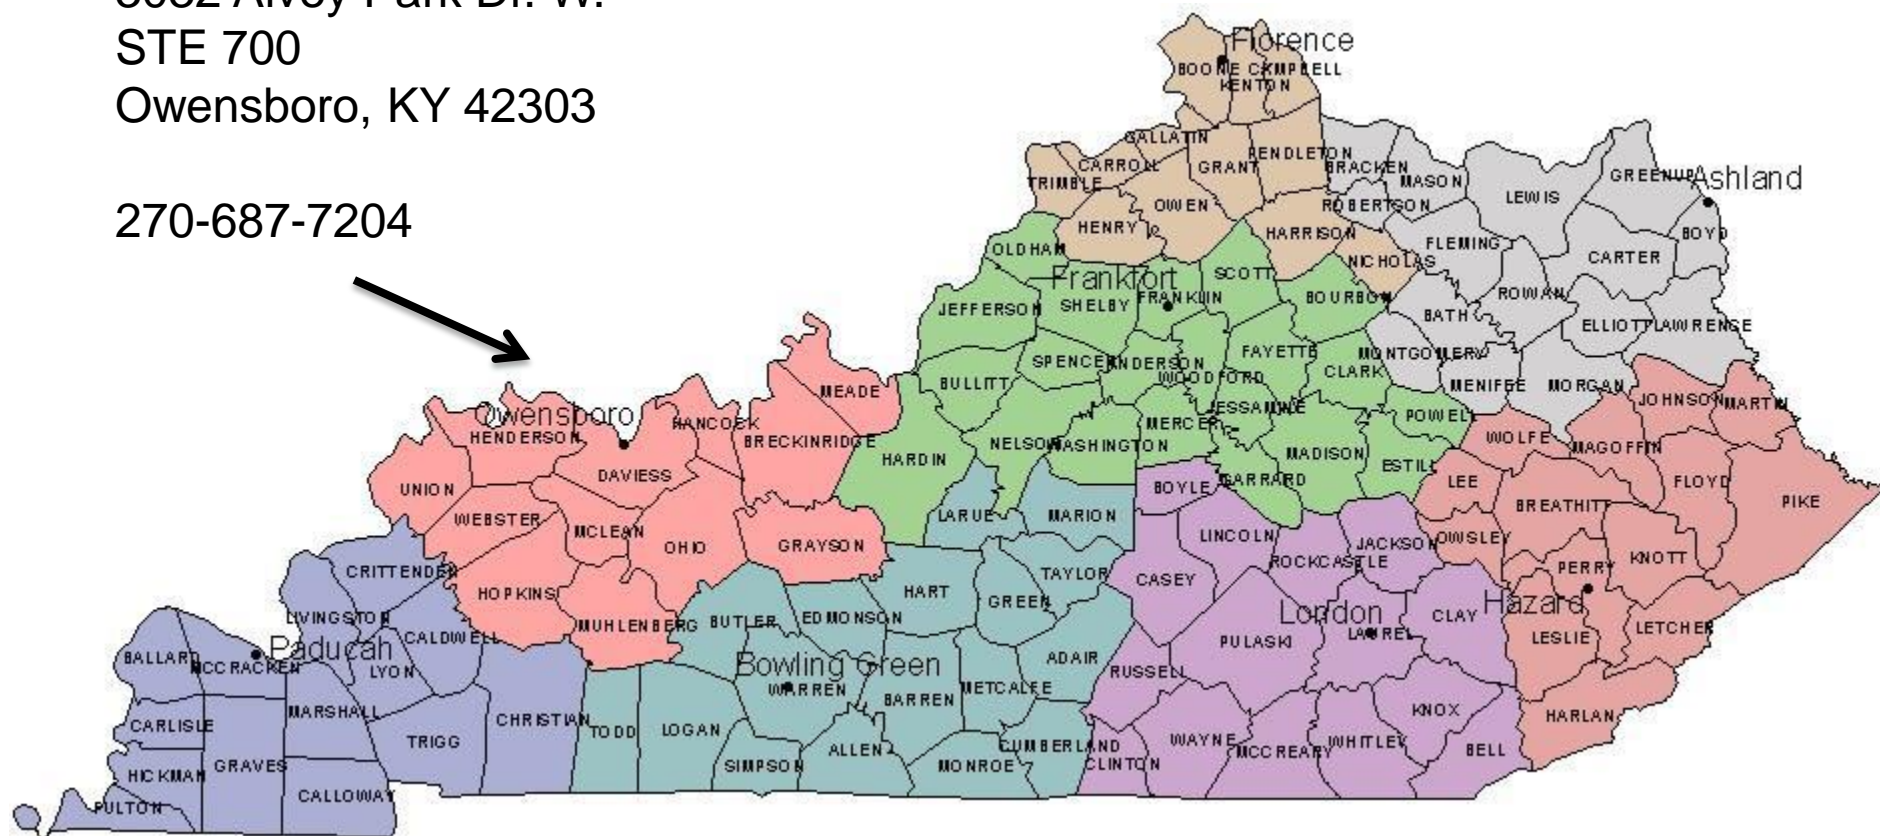 3032 Alvey Park Dr. W.
STE 700
Owensboro, KY 42303
270-687-7204
Florence
BOONE CAMPBELL
KENTON
GALLATIN
CARROLL
GRANT
PENDLETON
TRIMBLE
BRACKEN
MASON
LEWIS
GREENUP
Ashland
OWEN
ROBERTSON
HENRY
HARRISON
FLEMING
BOYD
OLDHAM
NICHOLAS
CARTER
Frankfort
SCOTT
JEFFERSON
SHELBY
FRANKLIN
BOURBON
ROWAN
BATH
ELLIOTT
LAWRENCE
SPENCER
ANDERSON
FAYETTE
MONTGOMERY
WOODFORD
CLARK
BULLITT
MENIFEE
MORGAN
MEADE
JOHNSON
MARTIN
Owensboro
HANCOCK
HENDERSON
BRECKINRIDGE
MERCER
JESSAMINE
POWELL
NELSON
WASHINGTON
WOLFE
MAGOFFIN
HARDIN
MADISON
ESTILL
DAVIESS
UNION
BOYLE
GARRARD
LEE
FLOYD
PIKE
WEBSTER
MCLEAN
LARUE
MARION
BREATHITT
OHIO
GRAYSON
LINCOLN
JACKSON
OWSLEY
ROCKCASTLE
KNOTT
CRITTENDEN
TAYLOR
CASEY
PERRY
HOPKINS
HART
GREEN
Hazard
LIVINGSTON
MUHLENBERG
BUTLER
EDMONSON
London
CLAY
LAUREL
LETCHER
CALDWELL
PULASKI
LESLIE
Paducah
BALLARD
MCCRACKEN
LYON
Bowling Green
ADAIR
RUSSELL
WARREN
BARREN
METCALFE
CARLISLE
MARSHALL
CHRISTIAN
TODD
LOGAN
KNOX
HARLAN
TRIGG
ALLEN
CUMBERLAND
WAYNE
MCCREARY
WHITLEY
BELL
HICKMAN
GRAVES
SIMPSON
MONROE
CLINTON
FULTON
CALLOWAY